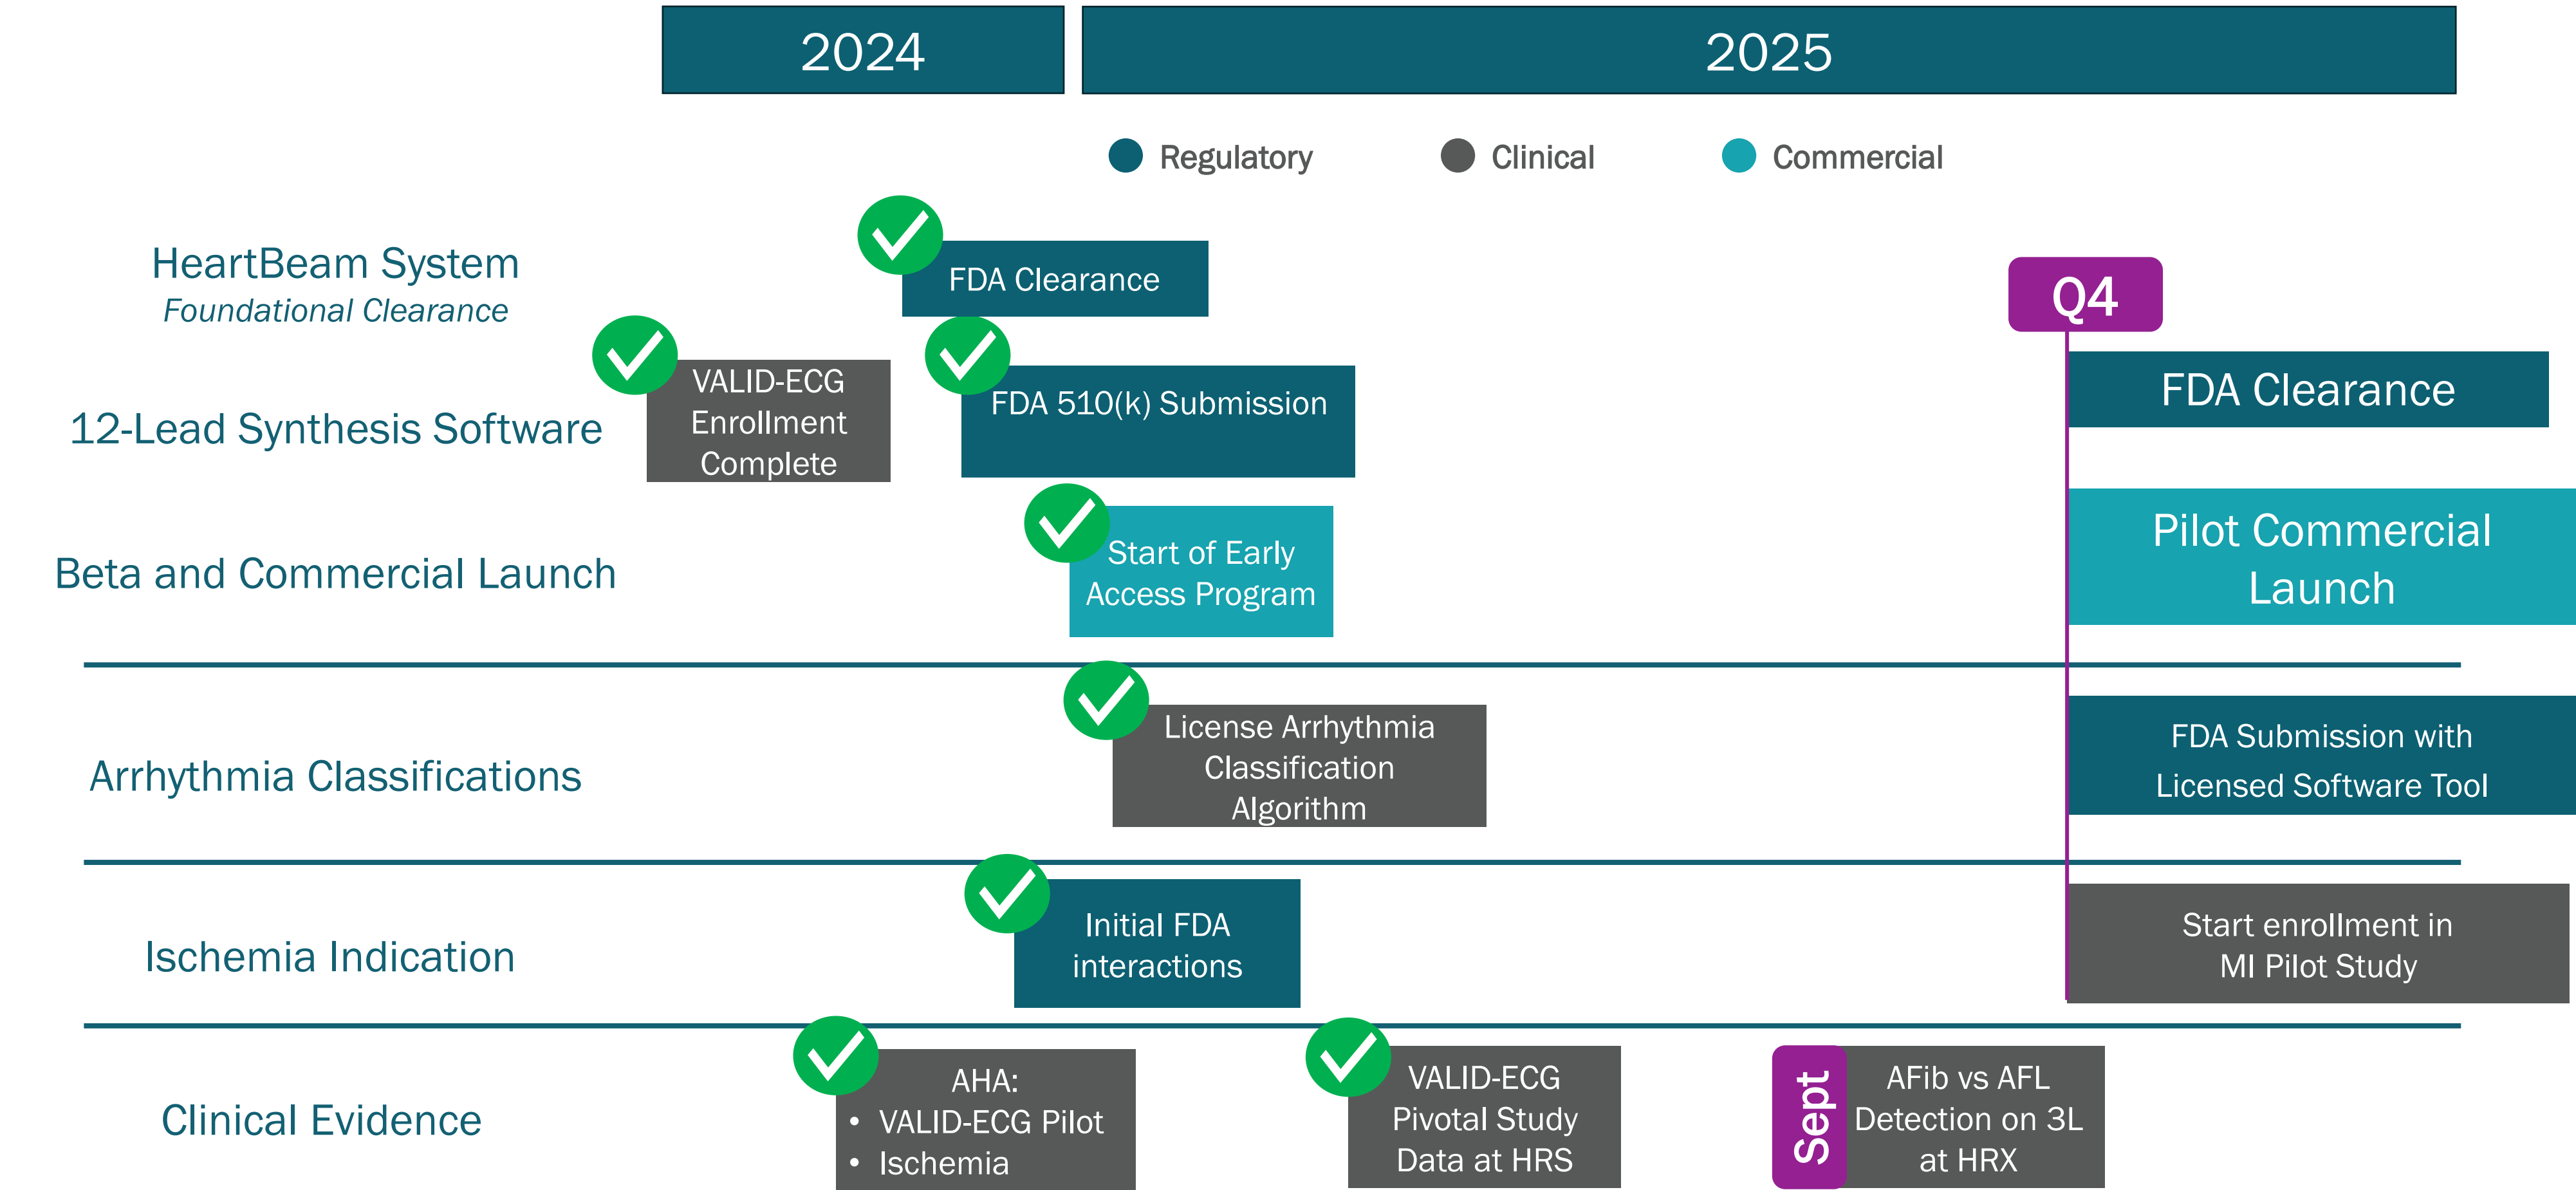 2024
2025
Regulatory
Clinical
Commercial
HeartBeam System
Foundational Clearance
FDA Clearance
Q4
12-Lead Synthesis Software
VALID-ECG
Enrollment
Complete
FDA 510(k) Submission
FDA Clearance
Beta and Commercial Launch
Start of Early
Access Program
Pilot Commercial
Launch
Arrhythmia Classifications
License Arrhythmia
Classification
Algorithm
FDA Submission with
Licensed Software Tool
Ischemia Indication
Initial FDA
interactions
Start enrollment in
MI Pilot Study
Clinical Evidence
AHA:
• VALID-ECG Pilot
• Ischemia
VALID-ECG
Pivotal Study
Data at HRS
Sept
AFib vs AFL
Detection on 3L
at HRX